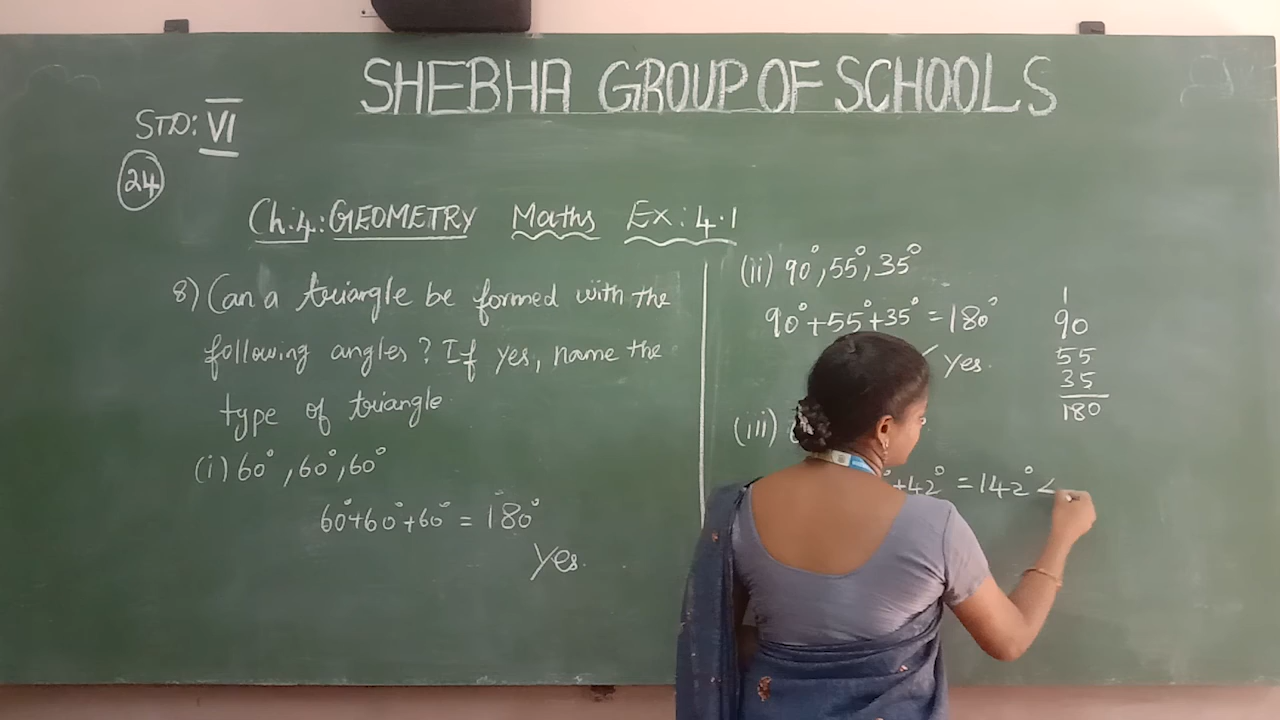 SHEBHA GROUP OF SCHOOLS
STD: VI
24
Ch.4.: GEOMETRY Maths Ex: 4.1
8) Can a triangle be formed with the
following angles? If yes, name the
type of triangle.
(i) 60°, 60°, 60°
60°+60°+60° = 180°
Yes.
(ii) 90°, 55°, 35°
90°+55°+35° = 180°
yes.
1
90
55
35
180
(iii)
+42° = 142° <